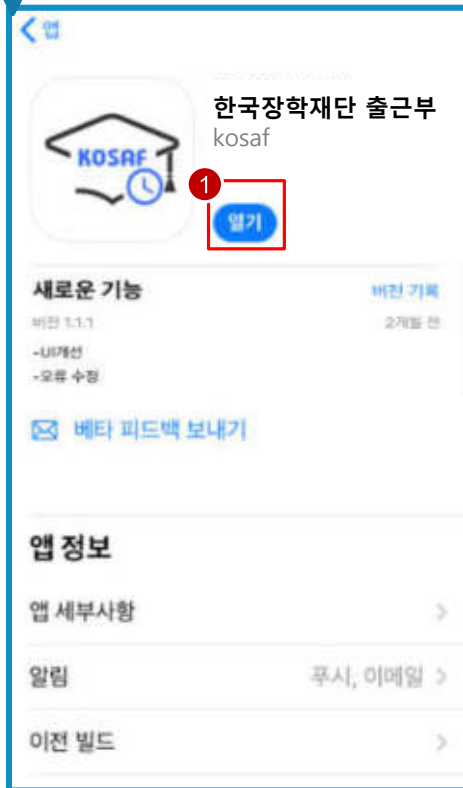 앱
한국장학재단 출근부
kosaf
KOSAF
1
열기
새로운 기능
버전 기록
버전 1.1.1
2개월 전
-UI개선
-오류 수정
베타 피드백 보내기
앱 정보
앱 세부사항
알림
푸시, 이메일
이전 빌드